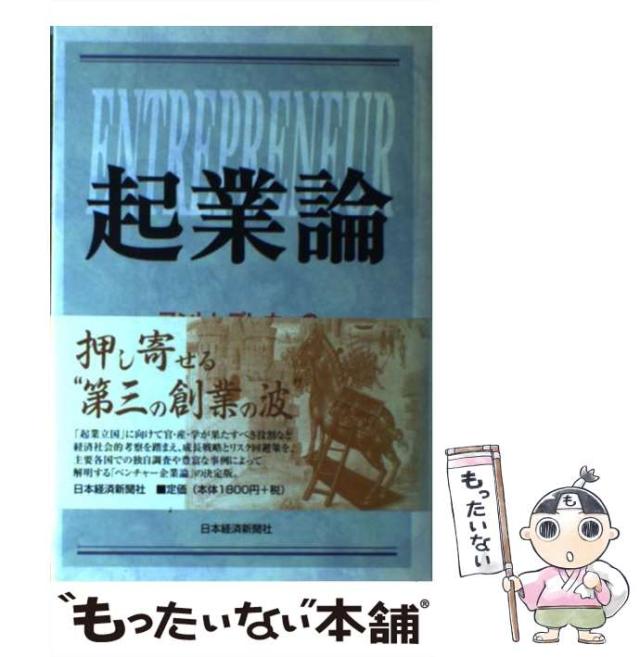 ENTREPRENEUR
起業論
押し寄せる
“第三の創業の波”
「起業立国」に向けて官・産・学が果たすべき役割など
経済社会的考察を踏まえ、成長戦略とリスク回避策を、
主要各国での独自調査や豊富な事例によって
解明する「ベンチャー企業論」の決定版。
日本経済新聞社 ■定価（本体1800円+税）
日本経済新聞社
も
もったいない
“もったいない”本舗®